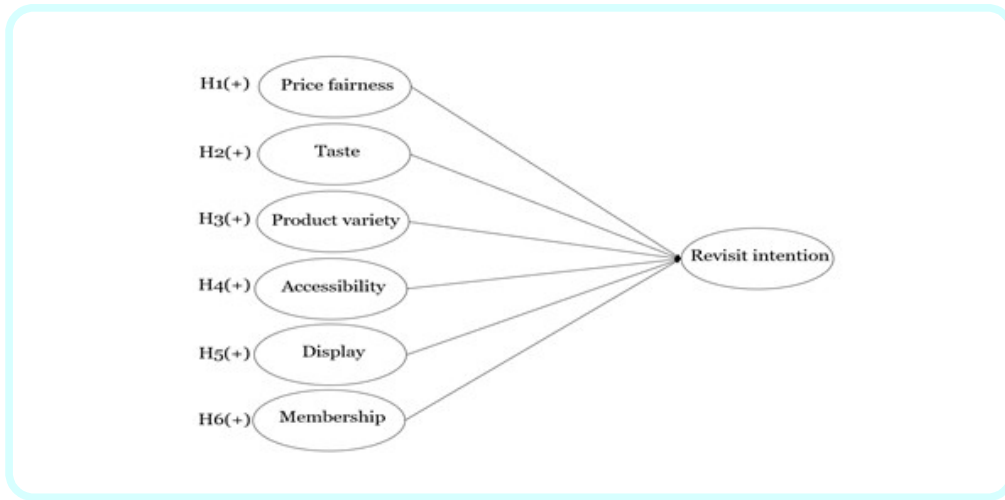 H1(+) Price fairness
H2(+) Taste
H3(+) Product variety
H4(+) Accessibility
H5(+) Display
H6(+) Membership
Revisit intention